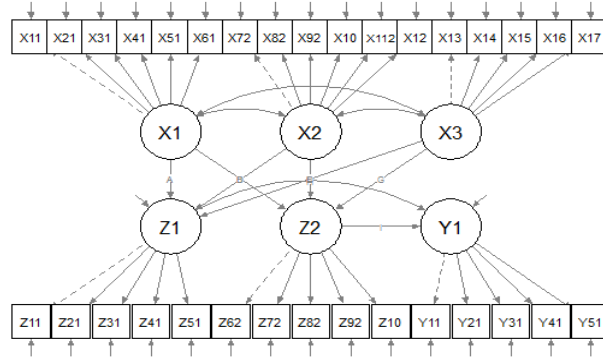 X11 X21 X31 X41 X51 X61 X72 X82 X92 X10 X112 X12 X13 X14 X15 X16 X17
X1 X2 X3
A B G
Z1 Z2 Y1
Z11 Z21 Z31 Z41 Z51 Z62 Z72 Z82 Z92 Z10 Y11 Y21 Y31 Y41 Y51